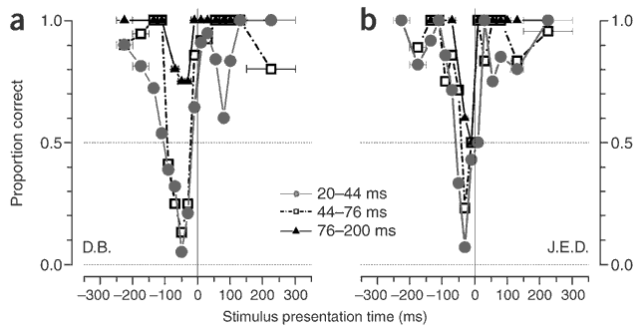 a
b
1.0
1.0
Proportion correct
0.5
0.5
20–44 ms
44–76 ms
76–200 ms
D.B.
J.E.D.
0.0
0.0
−300 −200 −100 0 100 200 300
−300 −200 −100 0 100 200 300
Stimulus presentation time (ms)